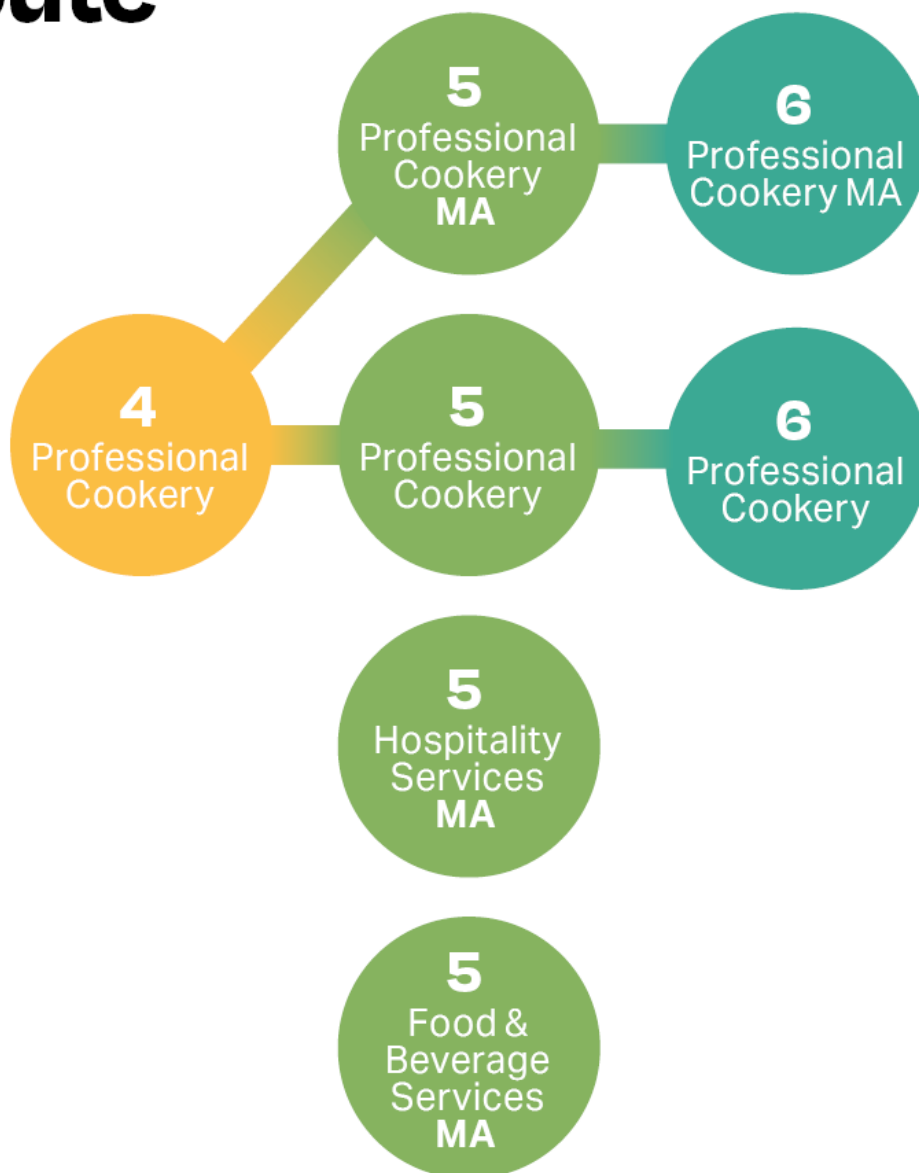 5
Professional
Cookery
MA
6
Professional
Cookery MA
4
Professional
Cookery
5
Professional
Cookery
6
Professional
Cookery
5
Hospitality
Services
MA
5
Food &
Beverage
Services
MA